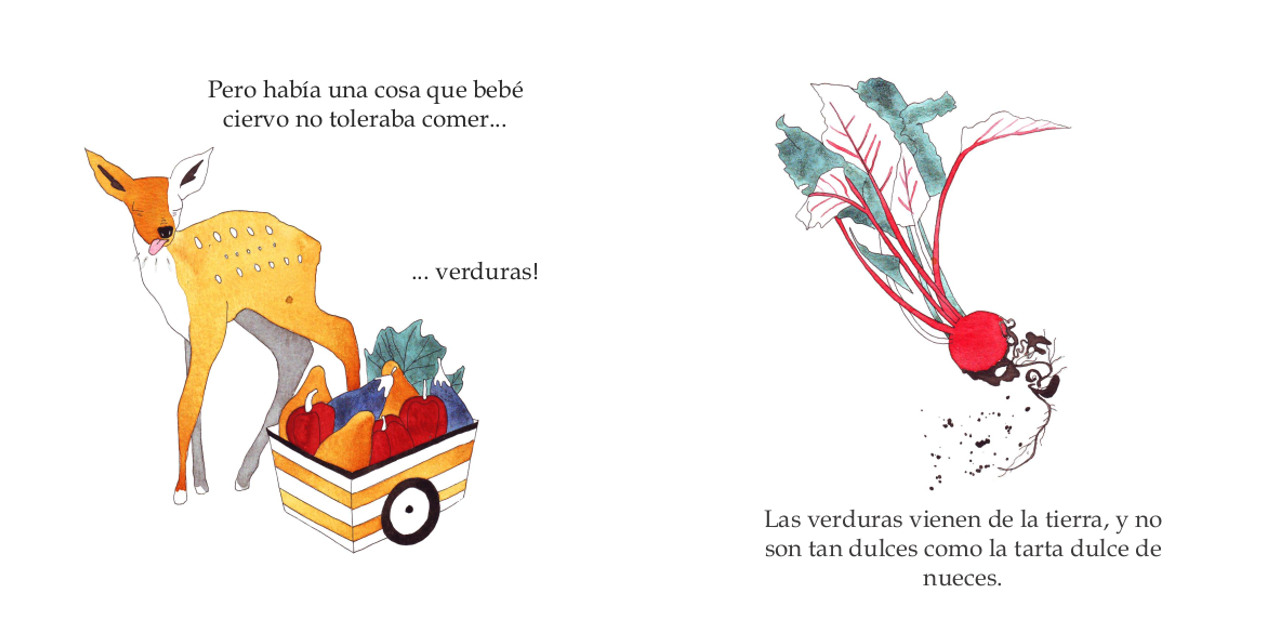 Pero había una cosa que bebé
ciervo no toleraba comer...
... verduras!
Las verduras vienen de la tierra, y no
son tan dulces como la tarta dulce de
nueces.